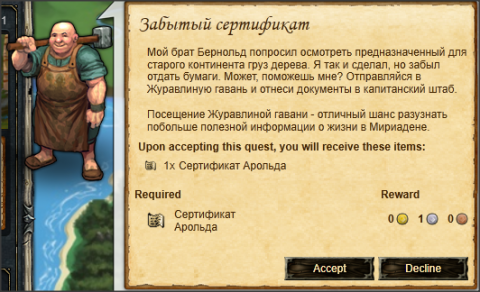 Забытый сертификат
Мой брат Бернольд попросил осмотреть предназначенный для
старого континента груз дерева. Я так и сделал, но забыл
отдать бумаги. Может, поможешь мне? Отправляйся в
Журавлиную гавань и отнеси документы в капитанский штаб.
Посещение Журавлиной гавани - отличный шанс разузнать
побольше полезной информации о жизни в Мириадене.
Upon accepting this quest, you will receive these items:
1x Сертификат Арольда
Required Reward
Сертификат
Арольда
0 1 0
Accept Decline